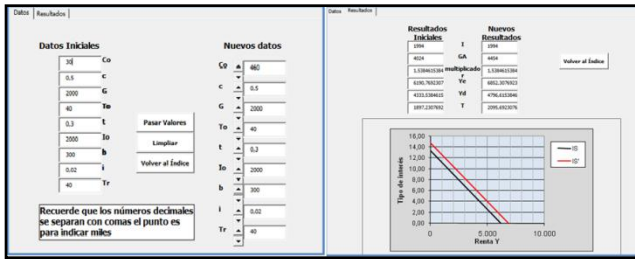 Datos Resultados
Datos Iniciales
30 Co
0,5 c
2000 G
40 To
0,3 t
2000 Io
300 b
0,02 i
40 Tr
Pasar Valores
Limpiar
Volver al Índice
Nuevos datos
Co 460
c 0,5
G 2000
To 40
t 0,3
Io 2000
b 300
i 0,02
Tr 40
Recuerde que los números decimales
se separan con comas el punto es
para indicar miles
Datos Resultados
Resultados Iniciales
Nuevos Resultados
1994 I 1994
4024 GA 4454
1,5384615384 multiplicador 1,5384615384
6190,7692307 Ye 6852,3076923
4333,5384615 Yd 4796,6153846
1897,2307692 T 2095,6923076
Volver al Índice
16,00
14,00
12,00
10,00
8,00
6,00
4,00
2,00
0,00
Tipo de interés
0 5.000 10.000
Renta Y
IS
IS'